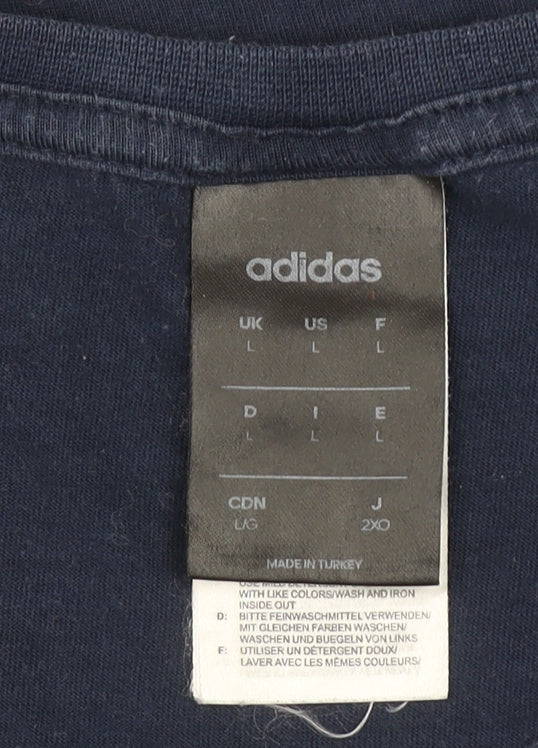 adidas
UK US F
L L L
D I E
L L L
CDN J
L/G 2XO
MADE IN TURKEY
WITH LIKE COLORS/WASH AND IRON
INSIDE OUT
D: BITTE FEINWASCHMITTEL VERWENDEN/
MIT GLEICHEN FARBEN WASCHEN/
WASCHEN UND BUEGELN VON LINKS
F: UTILISER UN DÉTERGENT DOUX/
LAVER AVEC LES MÊMES COULEURS/